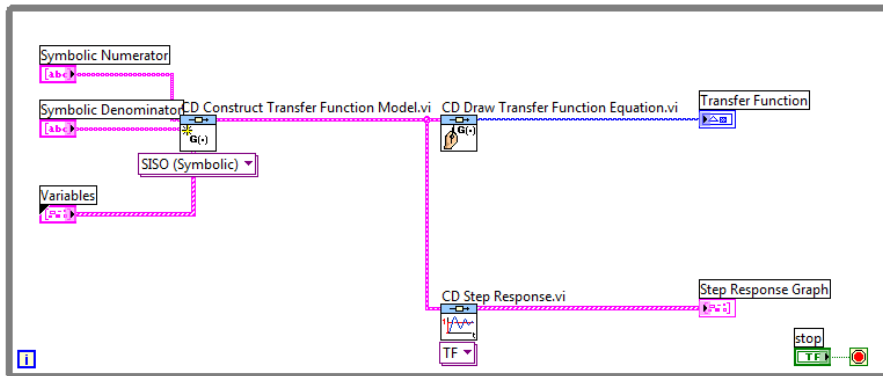 Symbolic Numerator
[abc]
Symbolic Denominator
[abc]
CD Construct Transfer Function Model.vi
G(·)
SISO (Symbolic)
Variables
CD Draw Transfer Function Equation.vi
G(·)
Transfer Function
CD Step Response.vi
1
t
TF
Step Response Graph
stop
TF
i